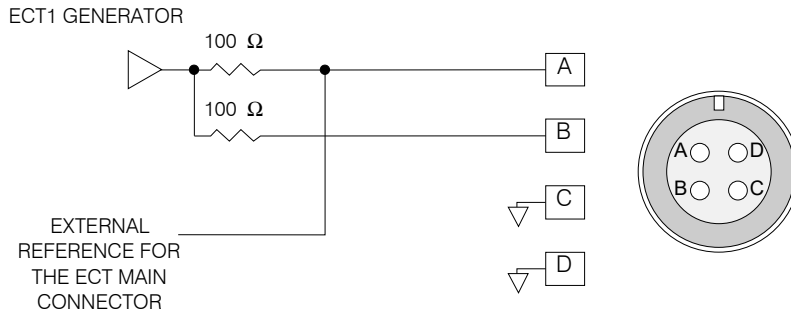 ECT1 GENERATOR
100 Ω
100 Ω
A
B
C
D
EXTERNAL
REFERENCE FOR
THE ECT MAIN
CONNECTOR
A D
B C